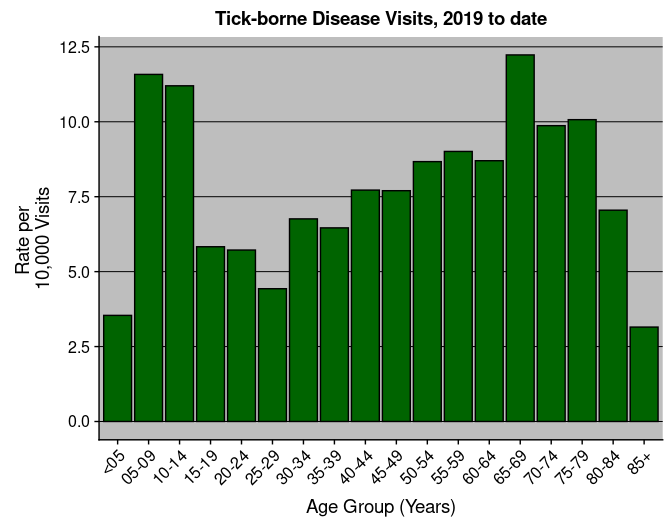 Tick-borne Disease Visits, 2019 to date
Rate per
10,000 Visits
12.5
10.0
7.5
5.0
2.5
0.0
<05 05-09 10-14 15-19 20-24 25-29 30-34 35-39 40-44 45-49 50-54 55-59 60-64 65-69 70-74 75-79 80-84 85+
Age Group (Years)